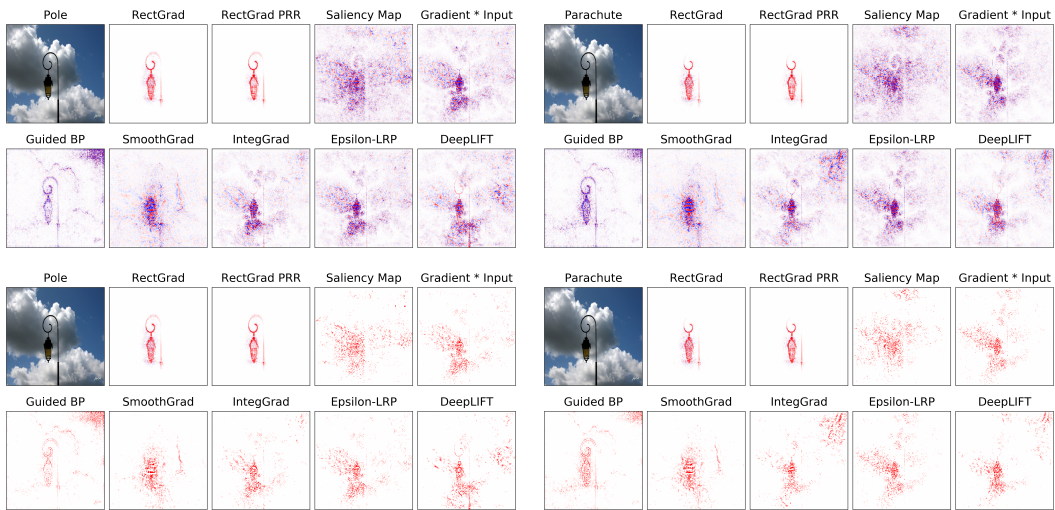 Pole RectGrad RectGrad PRR Saliency Map Gradient * Input Parachute RectGrad RectGrad PRR Saliency Map Gradient * Input
Guided BP SmoothGrad IntegGrad Epsilon-LRP DeepLIFT Guided BP SmoothGrad IntegGrad Epsilon-LRP DeepLIFT
Pole RectGrad RectGrad PRR Saliency Map Gradient * Input Parachute RectGrad RectGrad PRR Saliency Map Gradient * Input
Guided BP SmoothGrad IntegGrad Epsilon-LRP DeepLIFT Guided BP SmoothGrad IntegGrad Epsilon-LRP DeepLIFT